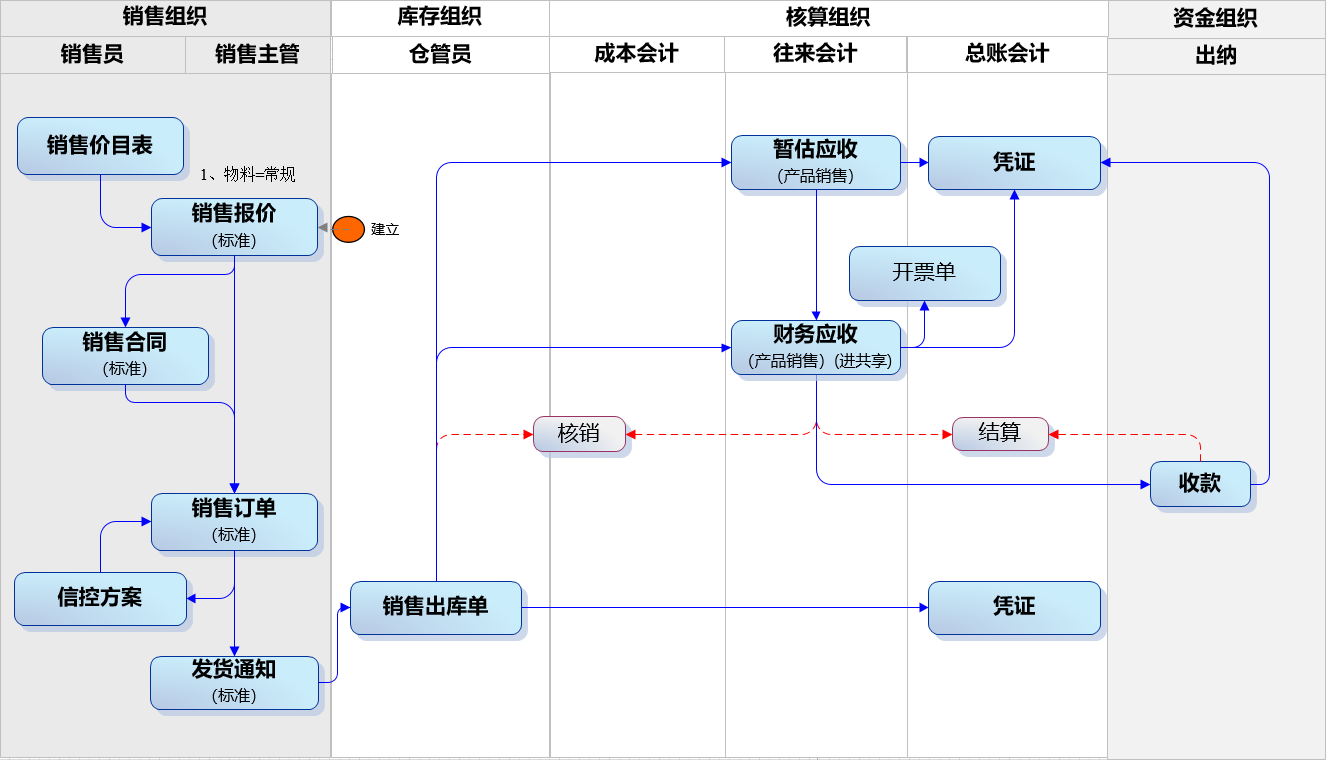 销售组织
库存组织
核算组织
资金组织
销售员
销售主管
仓管员
成本会计
往来会计
总账会计
出纳
销售价目表
1、物料=常规
销售报价
(标准)
建立
销售合同
(标准)
销售订单
(标准)
信控方案
发货通知
(标准)
销售出库单
暂估应收
(产品销售)
凭证
开票单
财务应收
(产品销售) (进共享)
核销
结算
收款
凭证